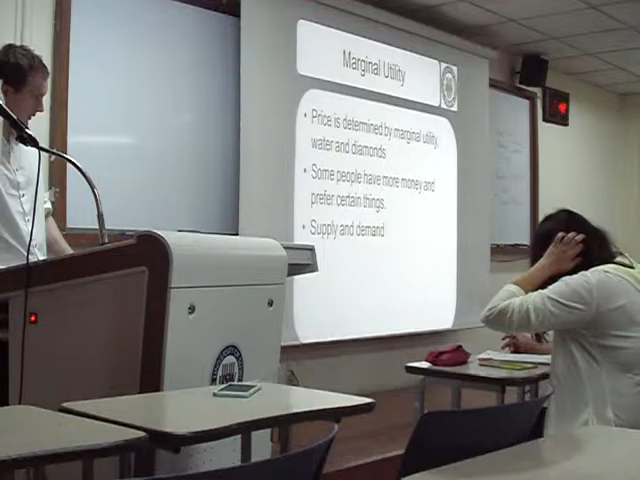 Marginal Utility
• Price is determined by marginal utility,
water and diamonds
• Some people have more money and
prefer certain things.
• Supply and demand